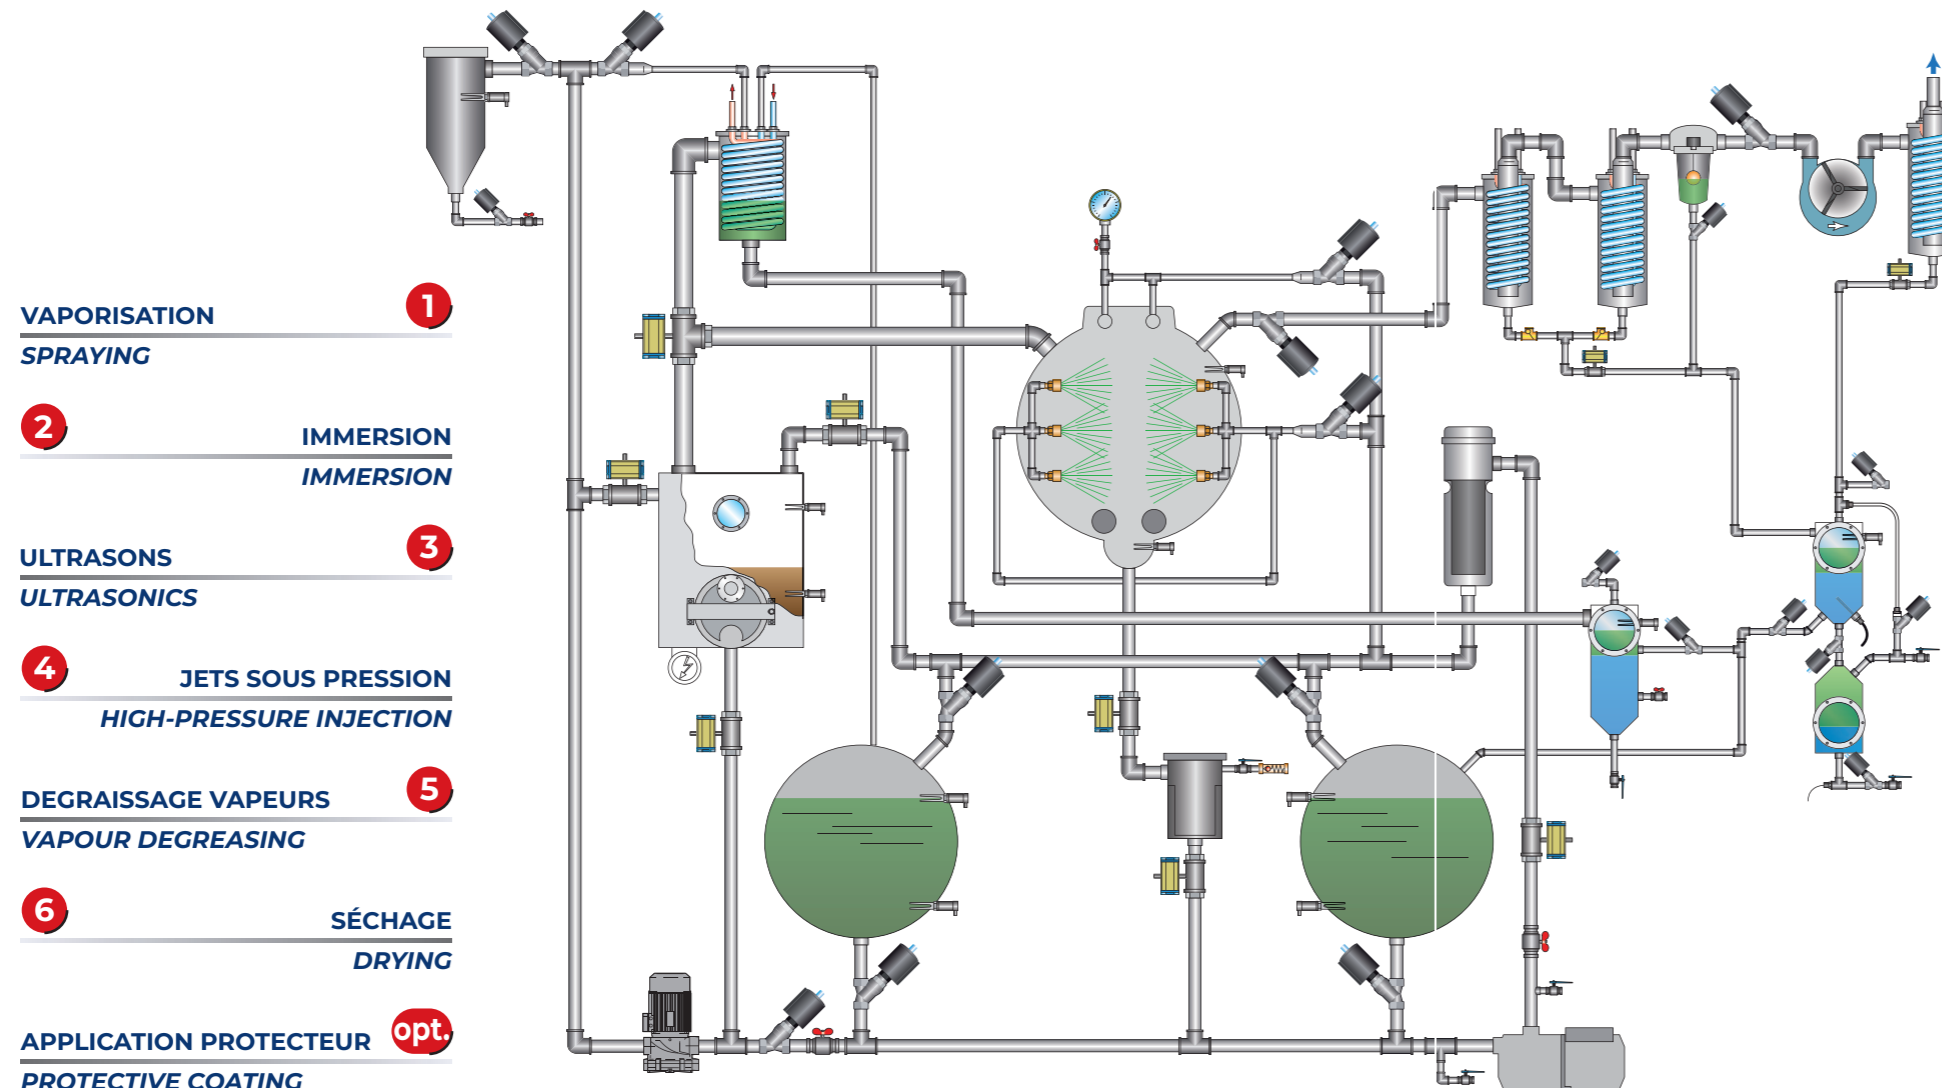 VAPORISATION 1
SPRAYING
2 IMMERSION
IMMERSION
ULTRASONS 3
ULTRASONICS
4 JETS SOUS PRESSION
HIGH-PRESSURE INJECTION
DEGRAISSAGE VAPEURS 5
VAPOUR DEGREASING
6 SÉCHAGE
DRYING
APPLICATION PROTECTEUR opt.
PROTECTIVE COATING